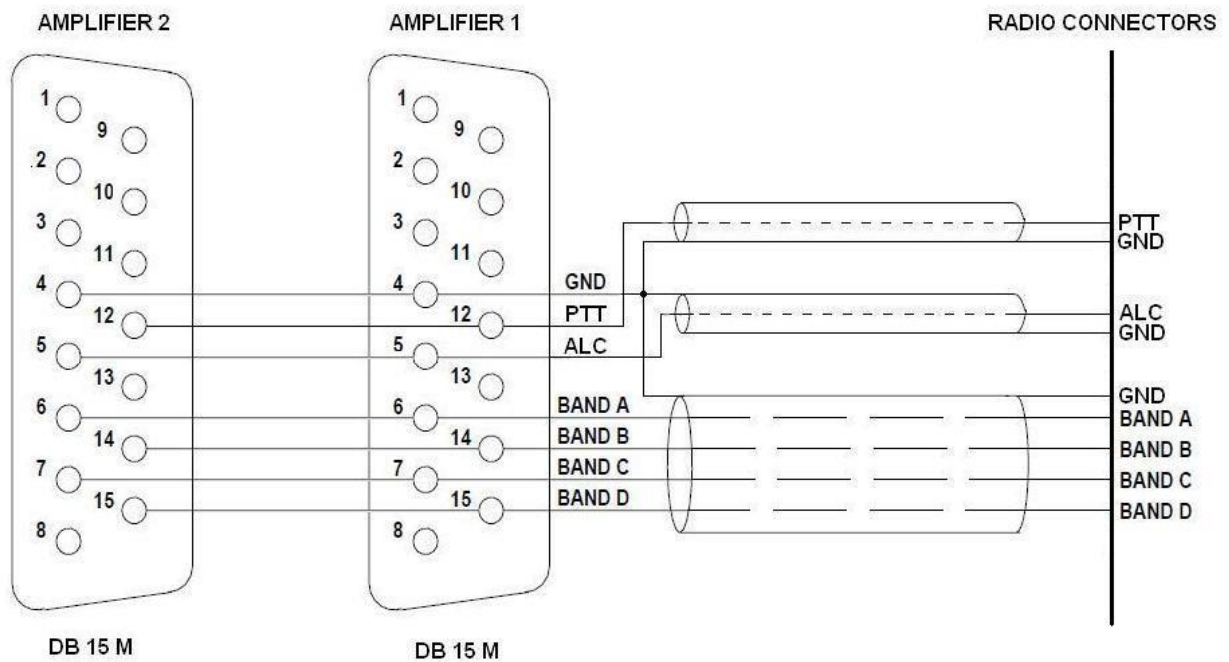 AMPLIFIER 2
AMPLIFIER 1
RADIO CONNECTORS
1
9
2
10
3
11
4
12
5
13
6
14
7
15
8
1
9
2
10
3
11
4
12
5
13
6
14
7
15
8
GND
PTT
ALC
BAND A
BAND B
BAND C
BAND D
PTT
GND
ALC
GND
GND
BAND A
BAND B
BAND C
BAND D
DB 15 M
DB 15 M